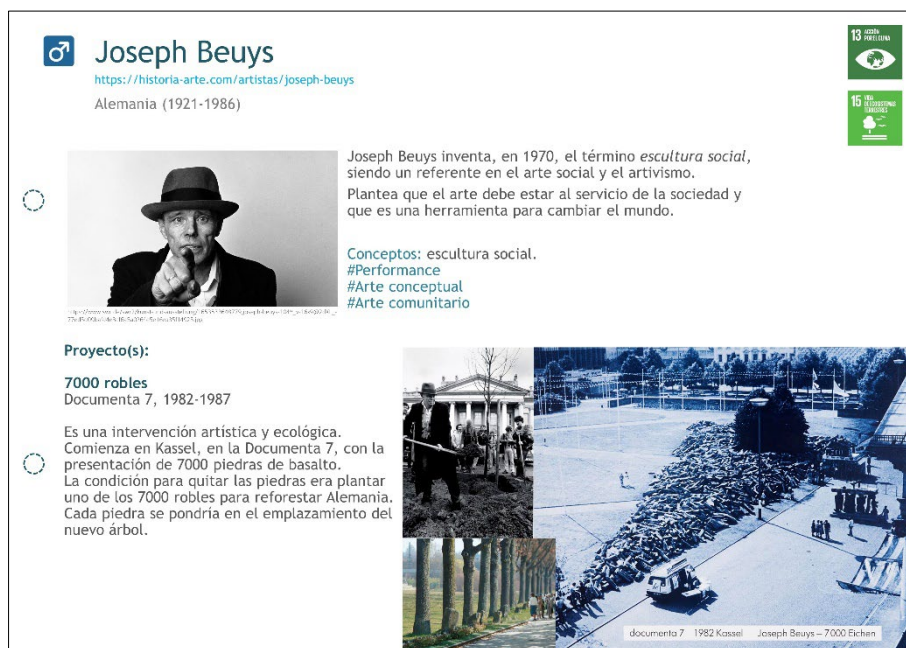 Joseph Beuys
https://historia-arte.com/artistas/joseph-beuys
Alemania (1921-1986)
13 ACCIÓN
POR EL CLIMA
15 VIDA
DE ECOSISTEMAS
TERRESTRES
Joseph Beuys inventa, en 1970, el término escultura social,
siendo un referente en el arte social y el artivismo.
Plantea que el arte debe estar al servicio de la sociedad y
que es una herramienta para cambiar el mundo.
Conceptos: escultura social.
#Performance
#Arte conceptual
#Arte comunitario
Proyecto(s):
7000 robles
Documenta 7, 1982-1987
Es una intervención artística y ecológica.
Comienza en Kassel, en la Documenta 7, con la
presentación de 7000 piedras de basalto.
La condición para quitar las piedras era plantar
uno de los 7000 robles para reforestar Alemania.
Cada piedra se pondría en el emplazamiento del
nuevo árbol.
documenta 7 1982 Kassel Joseph Beuys – 7000 Eichen